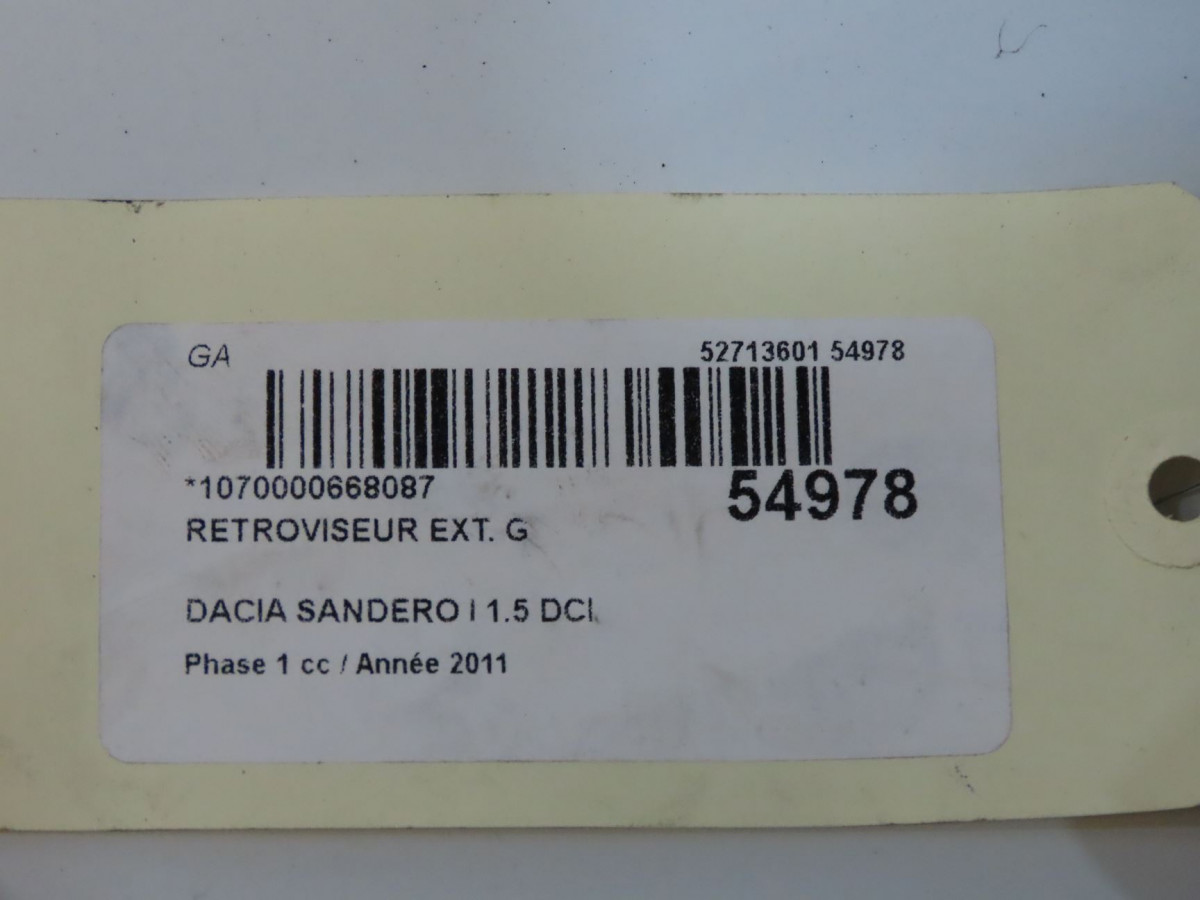 GA 52713601 54978
*1070000668087 54978
RETROVISEUR EXT. G
DACIA SANDERO I 1.5 DCI
Phase 1 cc / Année 2011